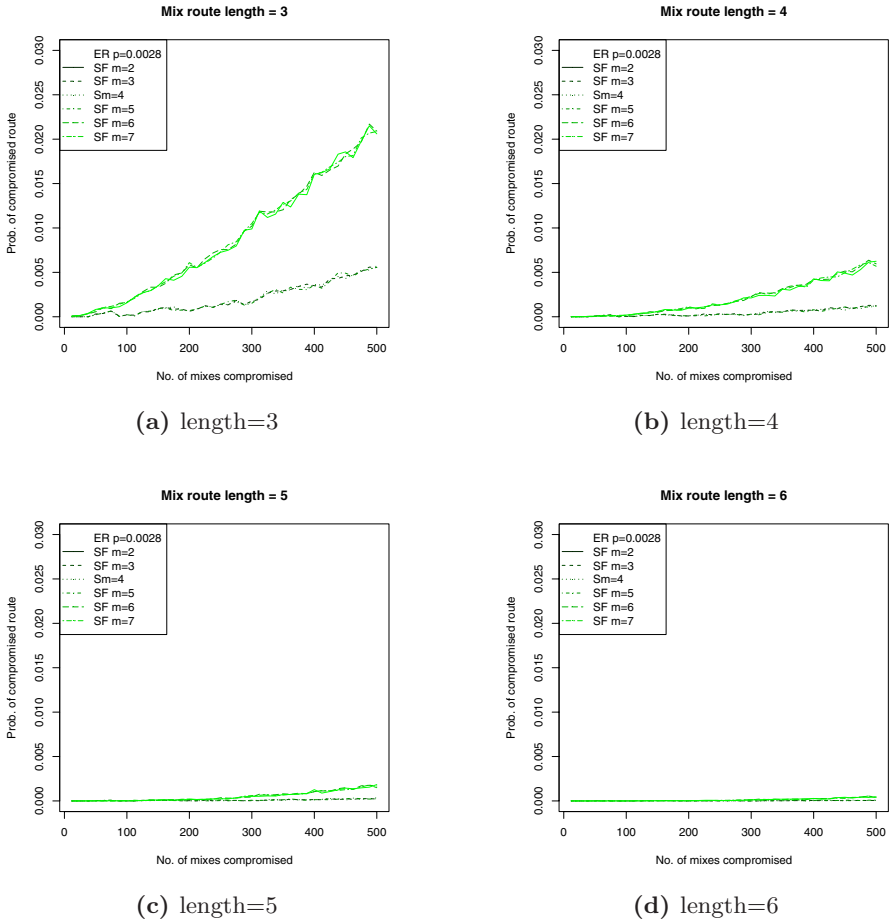 Mix route length = 3
0.030
0.025
0.020
0.015
0.010
0.005
0.000
Prob. of compromised route
ER p=0.0028
SF m=2
SF m=3
Sm=4
SF m=5
SF m=6
SF m=7
0 100 200 300 400 500
No. of mixes compromised
(a) length=3
Mix route length = 4
0.030
0.025
0.020
0.015
0.010
0.005
0.000
Prob. of compromised route
ER p=0.0028
SF m=2
SF m=3
Sm=4
SF m=5
SF m=6
SF m=7
0 100 200 300 400 500
No. of mixes compromised
(b) length=4
Mix route length = 5
0.030
0.025
0.020
0.015
0.010
0.005
0.000
Prob. of compromised route
ER p=0.0028
SF m=2
SF m=3
Sm=4
SF m=5
SF m=6
SF m=7
0 100 200 300 400 500
No. of mixes compromised
(c) length=5
Mix route length = 6
0.030
0.025
0.020
0.015
0.010
0.005
0.000
Prob. of compromised route
ER p=0.0028
SF m=2
SF m=3
Sm=4
SF m=5
SF m=6
SF m=7
0 100 200 300 400 500
No. of mixes compromised
(d) length=6